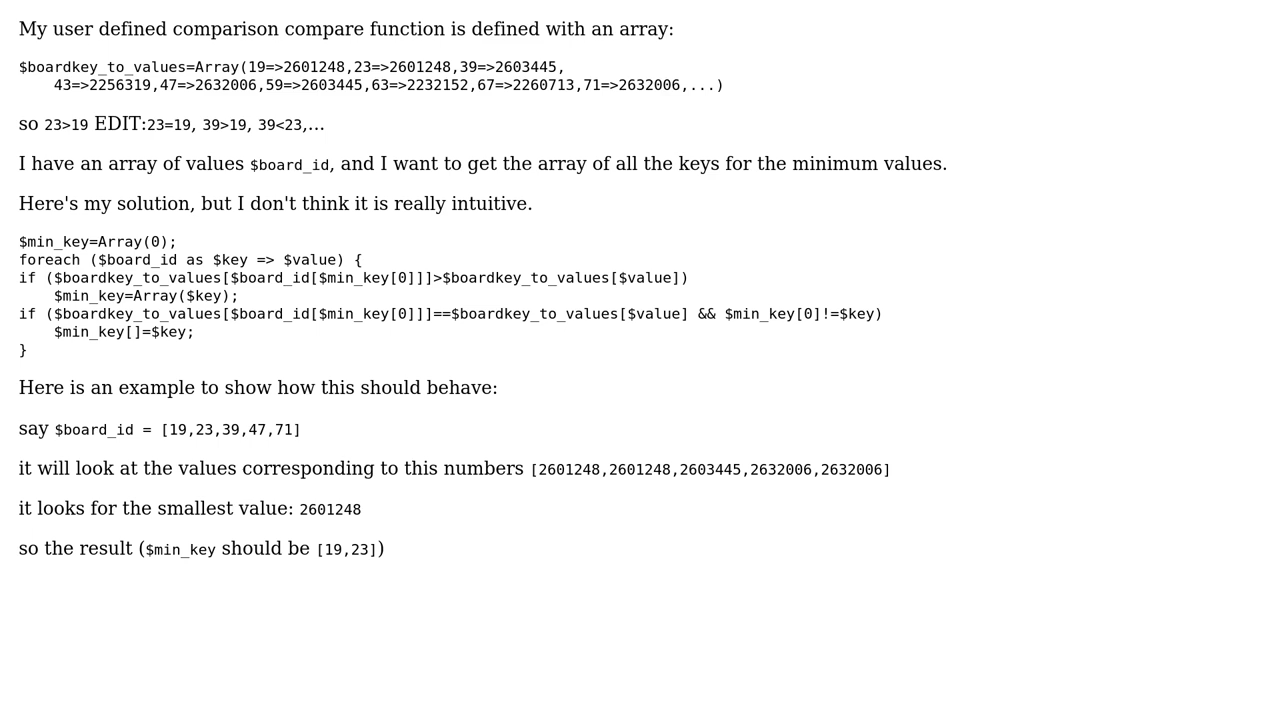 My user defined comparison compare function is defined with an array:
$boardkey_to_values=Array(19=>2601248,23=>2601248,39=>2603445,
    43=>2256319,47=>2632006,59=>2603445,63=>2232152,67=>2260713,71=>2632006,...)
so 23>19 EDIT:23=19, 39>19, 39<23,...
I have an array of values $board_id, and I want to get the array of all the keys for the minimum values.
Here's my solution, but I don't think it is really intuitive.
$min_key=Array(0);
foreach ($board_id as $key => $value) {
if ($boardkey_to_values[$board_id[$min_key[0]]]>$boardkey_to_values[$value])
    $min_key=Array($key);
if ($boardkey_to_values[$board_id[$min_key[0]]]==$boardkey_to_values[$value] && $min_key[0]!=$key)
    $min_key[]=$key;
}
Here is an example to show how this should behave:
say $board_id = [19,23,39,47,71]
it will look at the values corresponding to this numbers [2601248,2601248,2603445,2632006,2632006]
it looks for the smallest value: 2601248
so the result ($min_key should be [19,23])